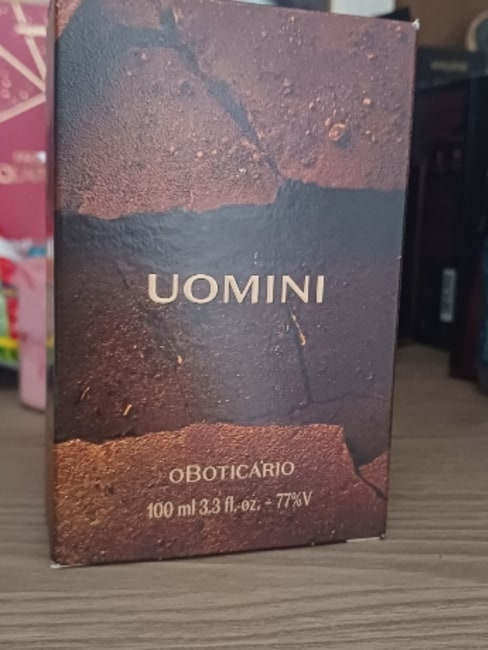 UOMINI
oBOTICÁRIO
100 ml 3.3 fl. oz. - 77%V